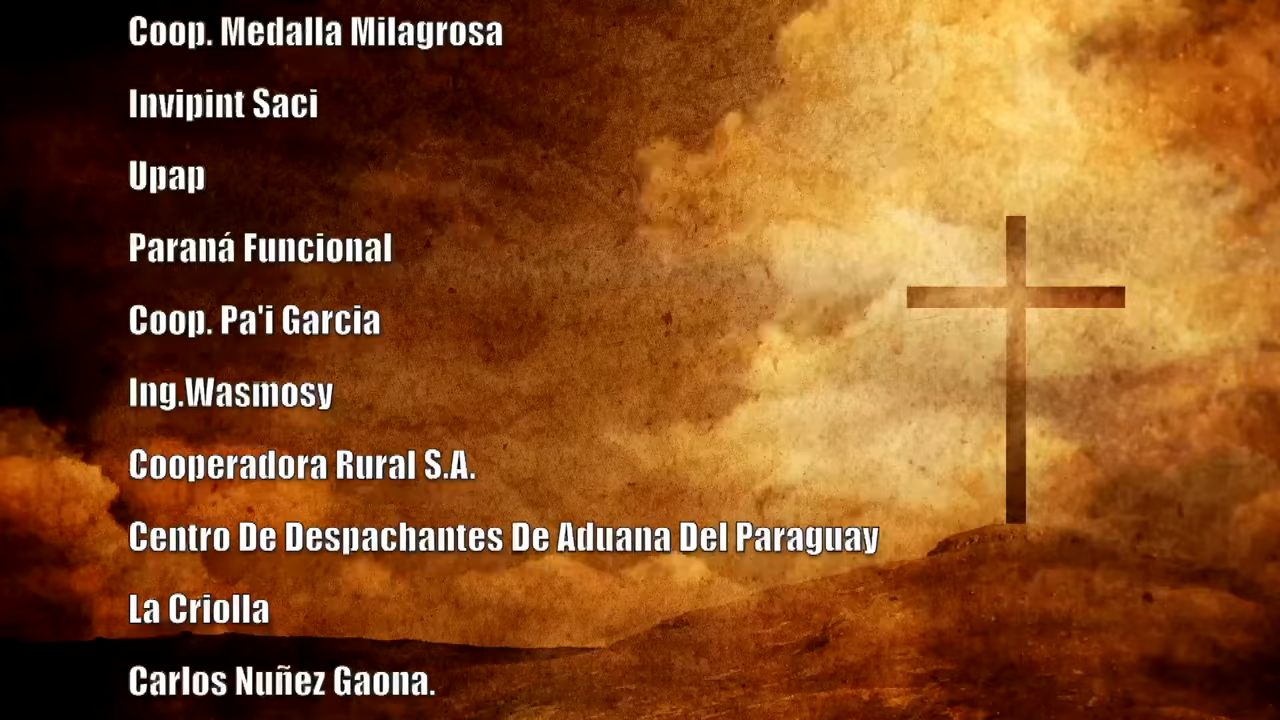 Coop. Medalla Milagrosa
Invipint Saci
Upap
Paraná Funcional
Coop. Pa'i Garcia
Ing.Wasmosy
Cooperadora Rural S.A.
Centro De Despachantes De Aduana Del Paraguay
La Criolla
Carlos Nuñez Gaona.